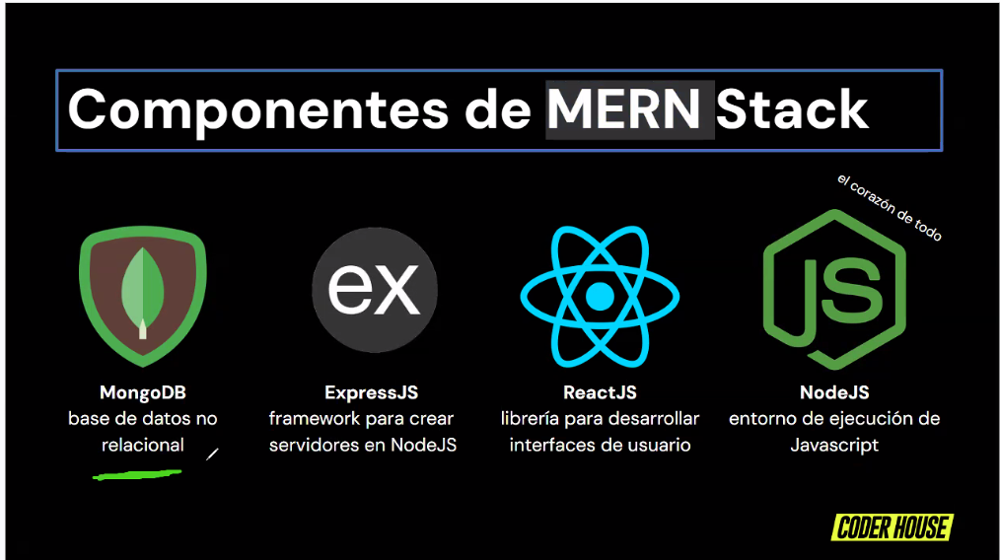 Componentes de MERN Stack
el corazón de todo
ex
JS
MongoDB
base de datos no
relacional
ExpressJS
framework para crear
servidores en NodeJS
ReactJS
librería para desarrollar
interfaces de usuario
NodeJS
entorno de ejecución de
Javascript
CODER HOUSE